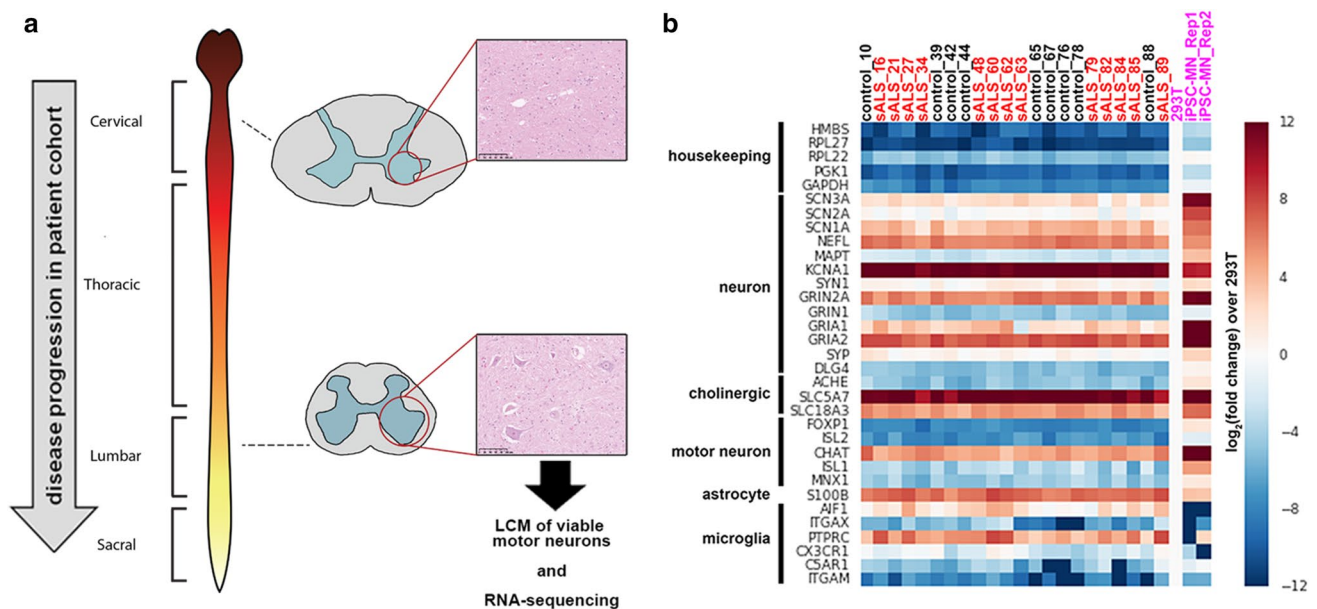 a
disease progression in patient cohort
Cervical
Thoracic
Lumbar
Sacral
LCM of viable
motor neurons
and
RNA-sequencing
b
control_10
SALS_16
SALS_21
SALS_27
SALS_34
control_39
control_42
control_44
SALS_48
SALS_60
SALS_62
SALS_63
control_65
control_67
control_76
control_78
SALS_79
SALS_82
SALS_84
SALS_85
control_88
SALS_89
293T
iPSC-MN_Rep1
iPSC-MN_Rep2
housekeeping
HMBS
RPL27
RPL22
PGK1
GAPDH
neuron
SCN3A
SCN2A
SCN1A
NEFL
MAPT
KCNA1
SYN1
GRIN2A
GRIN1
GRIA1
GRIA2
SYP
DLG4
cholinergic
ACHE
SLC5A7
SLC18A3
motor neuron
FOXP1
ISL2
CHAT
ISL1
MNX1
astrocyte
S100B
microglia
AIF1
ITGAX
PTPRC
CX3CR1
C5AR1
ITGAM
12
8
4
0
−4
−8
−12
log2(fold change) over 293T